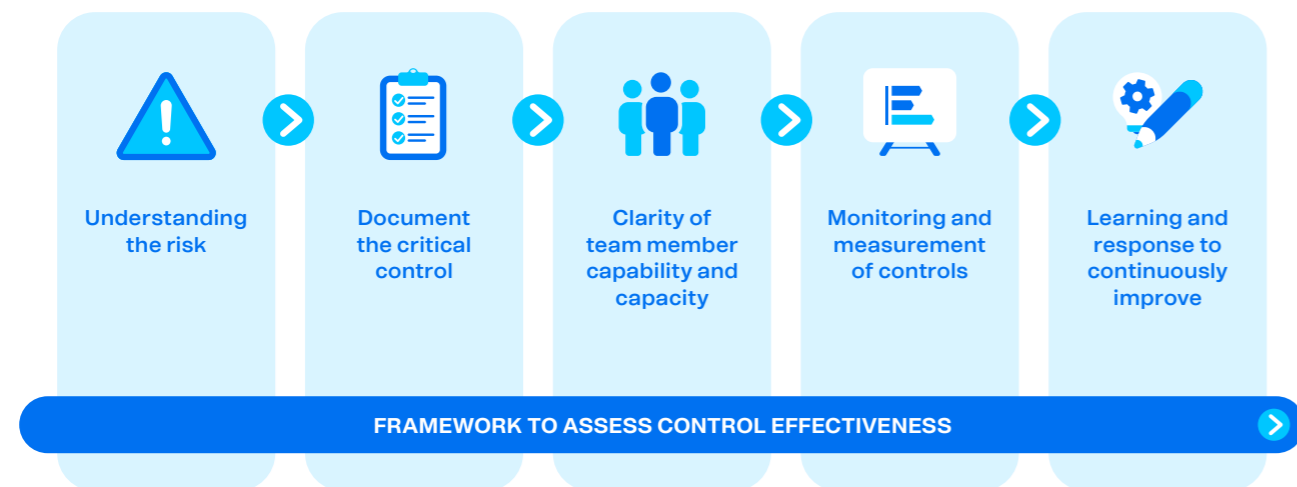 Understanding
the risk
Document
the critical
control
Clarity of
team member
capability and
capacity
Monitoring and
measurement
of controls
Learning and
response to
continuously
improve
FRAMEWORK TO ASSESS CONTROL EFFECTIVENESS